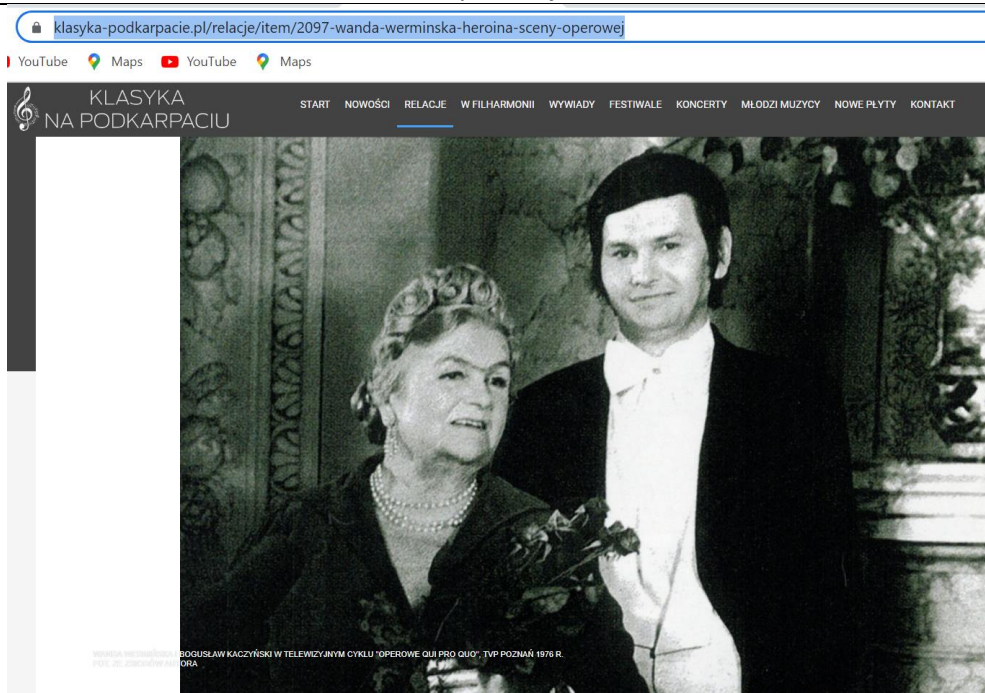 klasyka-podkarpacie.pl/relacje/item/2097-wanda-werminska-heroina-sceny-operowej
YouTube Maps YouTube Maps
KLASYKA
NA PODKARPACIU
START NOWOŚCI RELACJE W FILHARMONII WYWIADY FESTIWALE KONCERTY MŁODZI MUZYCY NOWE PŁYTY KONTAKT
BOGUSŁAW KACZYŃSKI W TELEWIZYJNYM CYKLU "OPEROWE QUI PRO QUO", TVP POZNAŃ 1976 R.